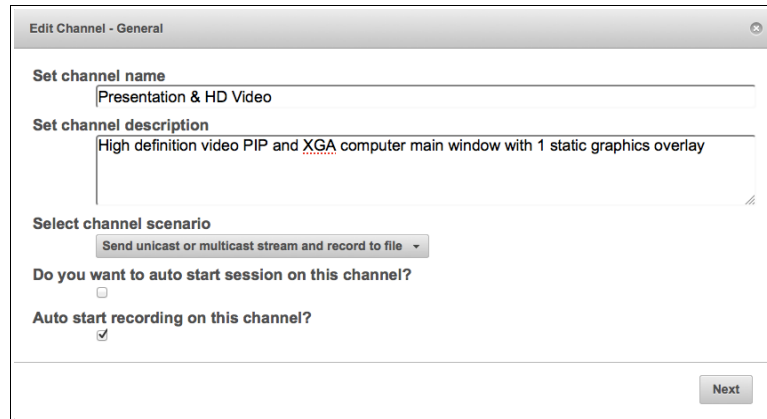 Edit Channel - General
Set channel name
Presentation & HD Video
Set channel description
High definition video PIP and XGA computer main window with 1 static graphics overlay
Select channel scenario
Send unicast or multicast stream and record to file
Do you want to auto start session on this channel?
Auto start recording on this channel?
Next